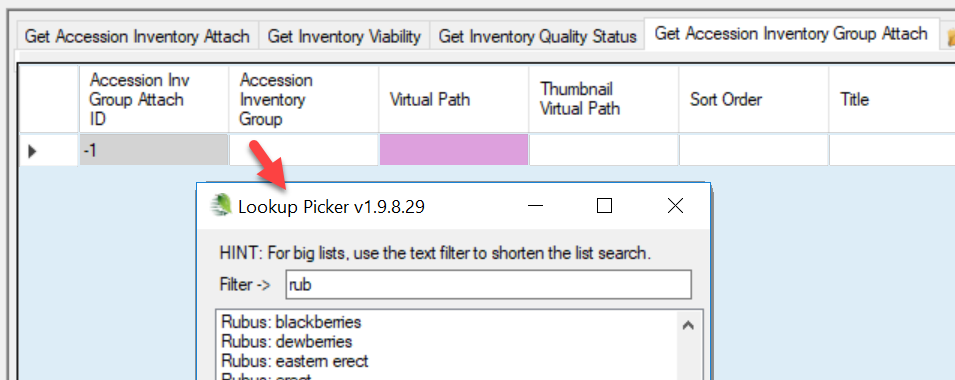 Get Accession Inventory Attach Get Inventory Viability Get Inventory Quality Status Get Accession Inventory Group Attach
Accession Inv
Group Attach
ID
Accession
Inventory
Group
Virtual Path
Thumbnail
Virtual Path
Sort Order
Title
-1
Lookup Picker v1.9.8.29
HINT: For big lists, use the text filter to shorten the list search.
Filter -> rub
Rubus: blackberries
Rubus: dewberries
Rubus: eastern erect
Rubus: erect